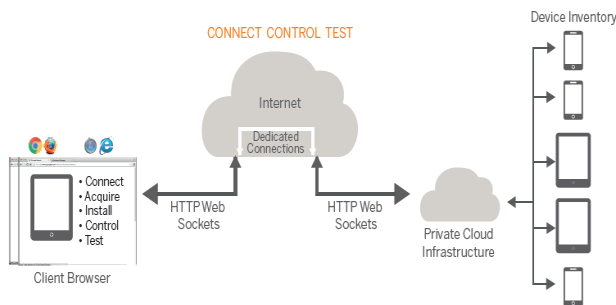 Device Inventory
CONNECT CONTROL TEST
Internet
Dedicated
Connections
• Connect
• Acquire
• Install
• Control
• Test
HTTP Web
Sockets
HTTP Web
Sockets
Private Cloud
Infrastructure
Client Browser